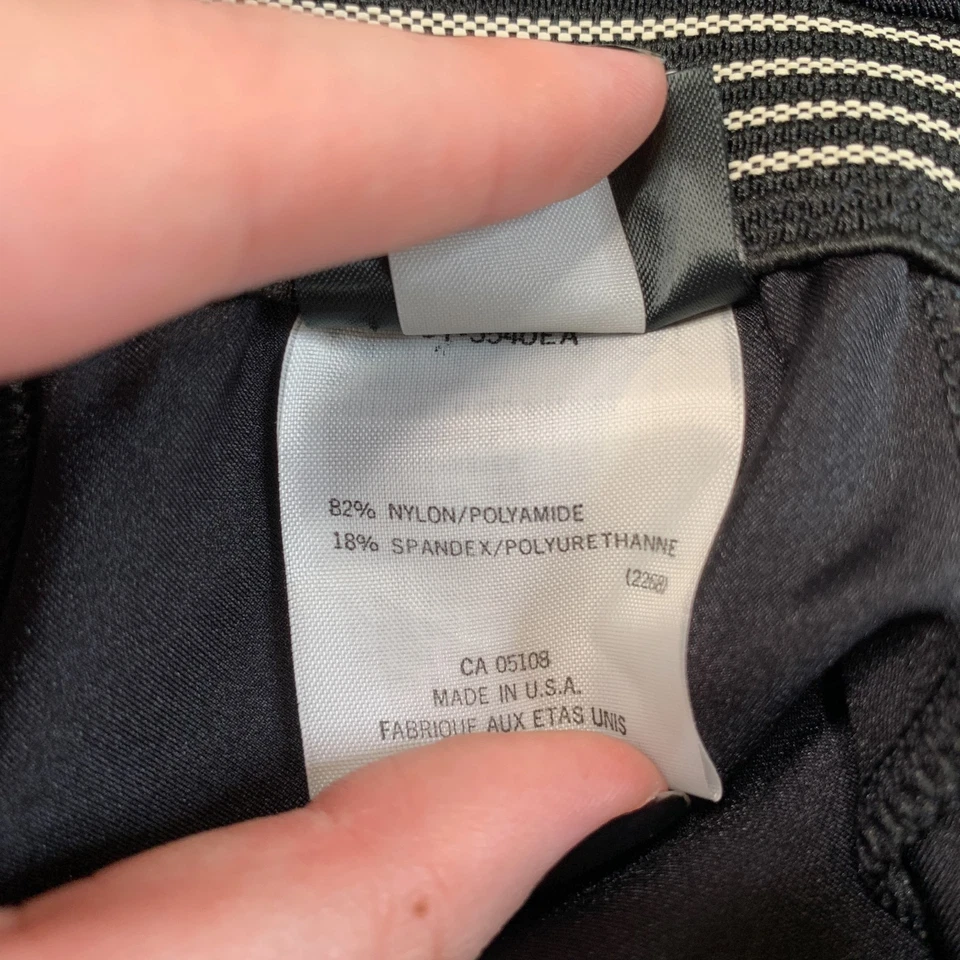 82% NYLON/POLYAMIDE
18% SPANDEX/POLYURETHANNE
(2268)
CA 05108
MADE IN U.S.A.
FABRIQUE AUX ETAS UNIS